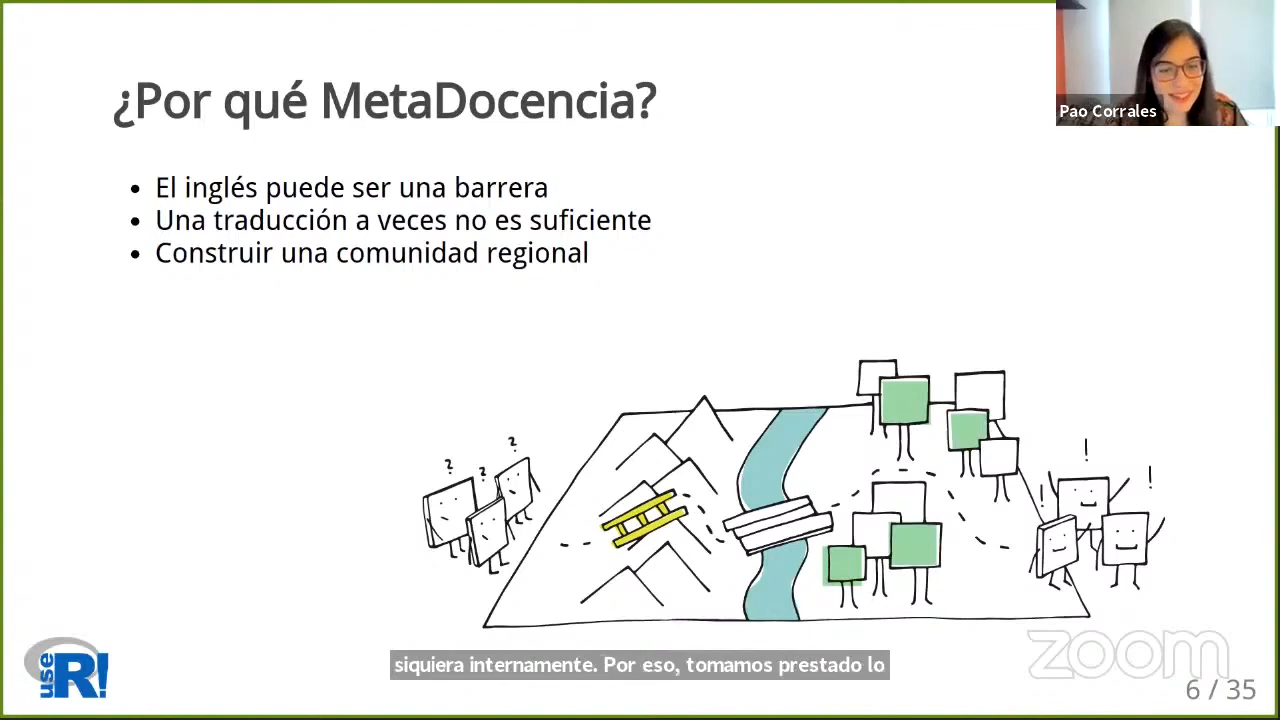 ¿Por qué MetaDocencia?
Pao Corrales
El inglés puede ser una barrera
Una traducción a veces no es suficiente
Construir una comunidad regional
? ? ?
! ! !
useR!
siquiera internamente. Por eso, tomamos prestado lo
zoom
6 / 35